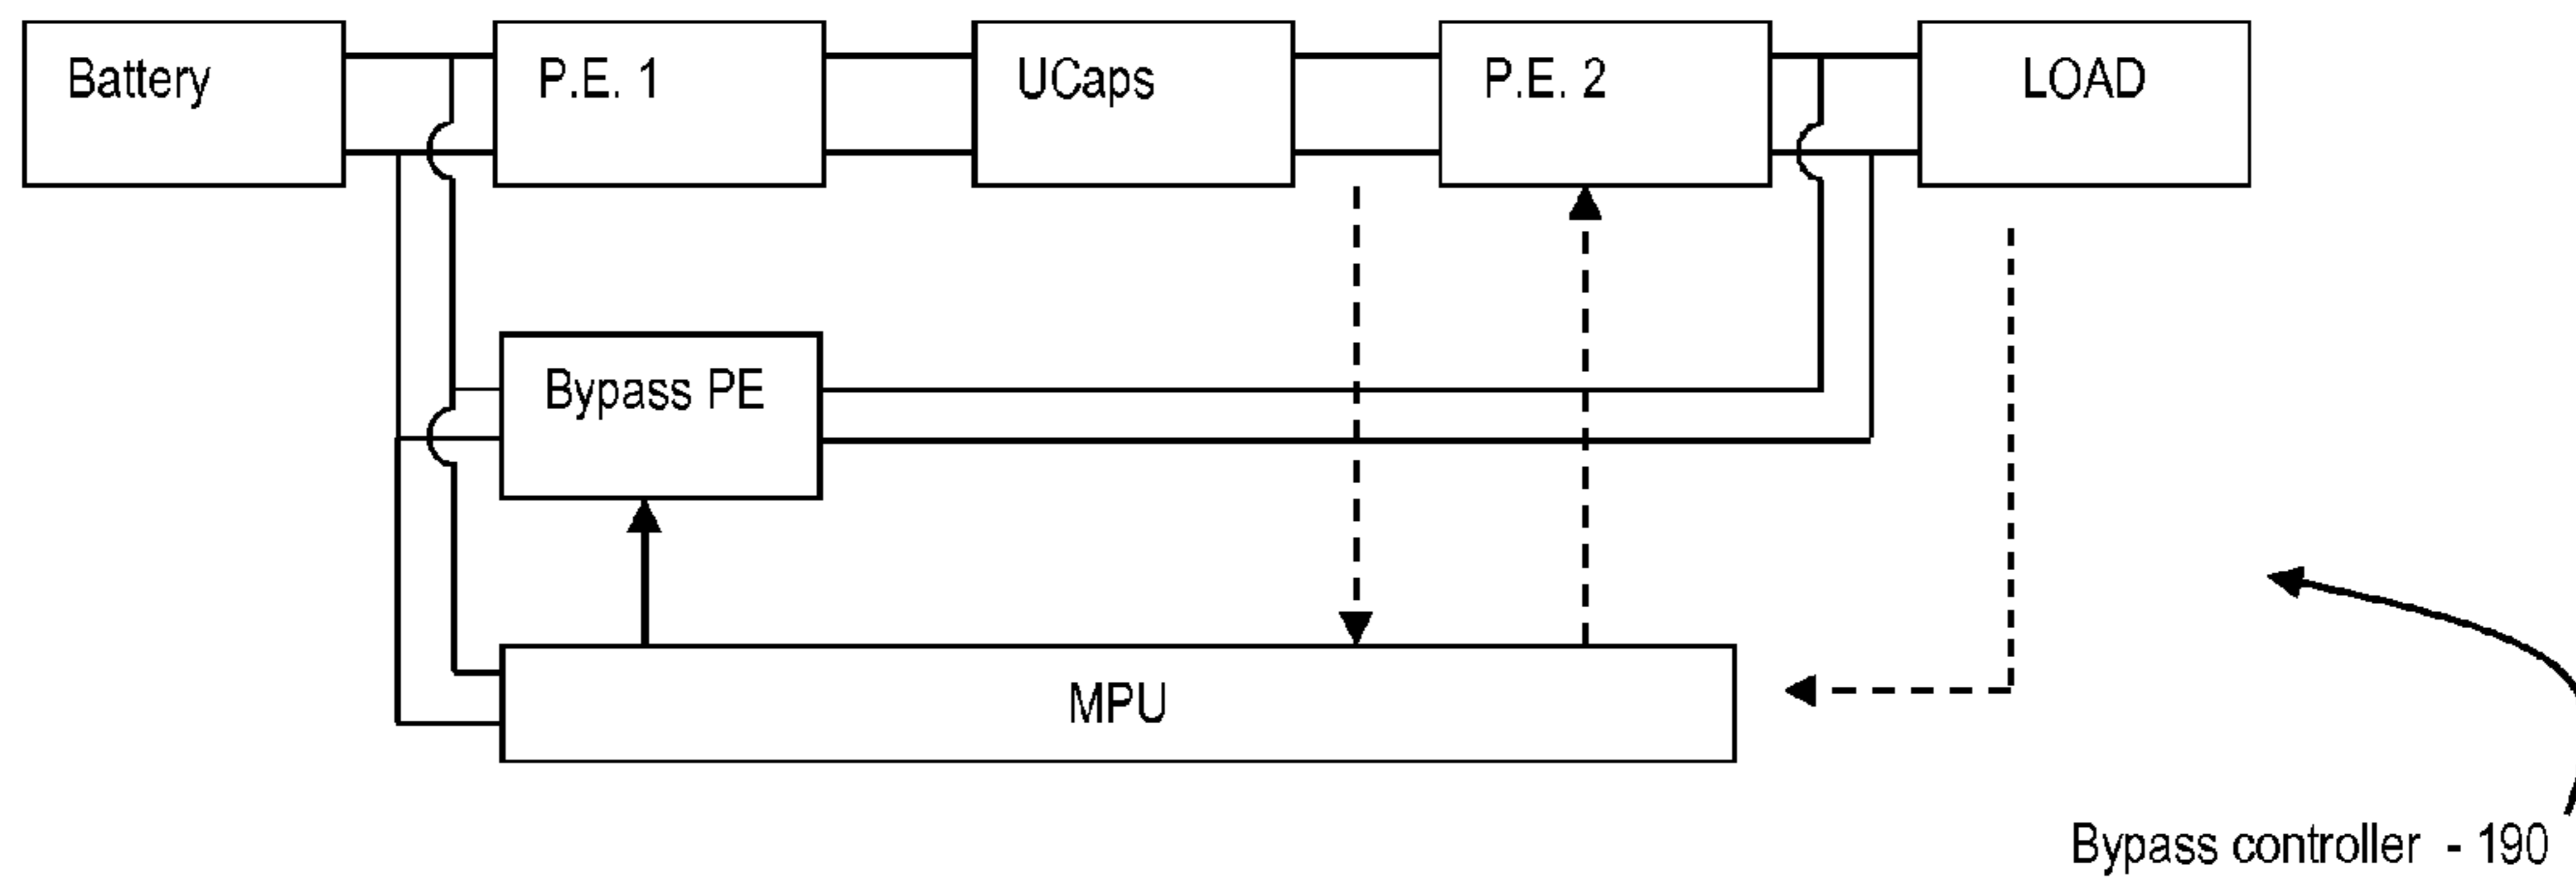 Battery
P.E. 1
UCaps
P.E. 2
LOAD
Bypass PE
MPU
Bypass controller - 190